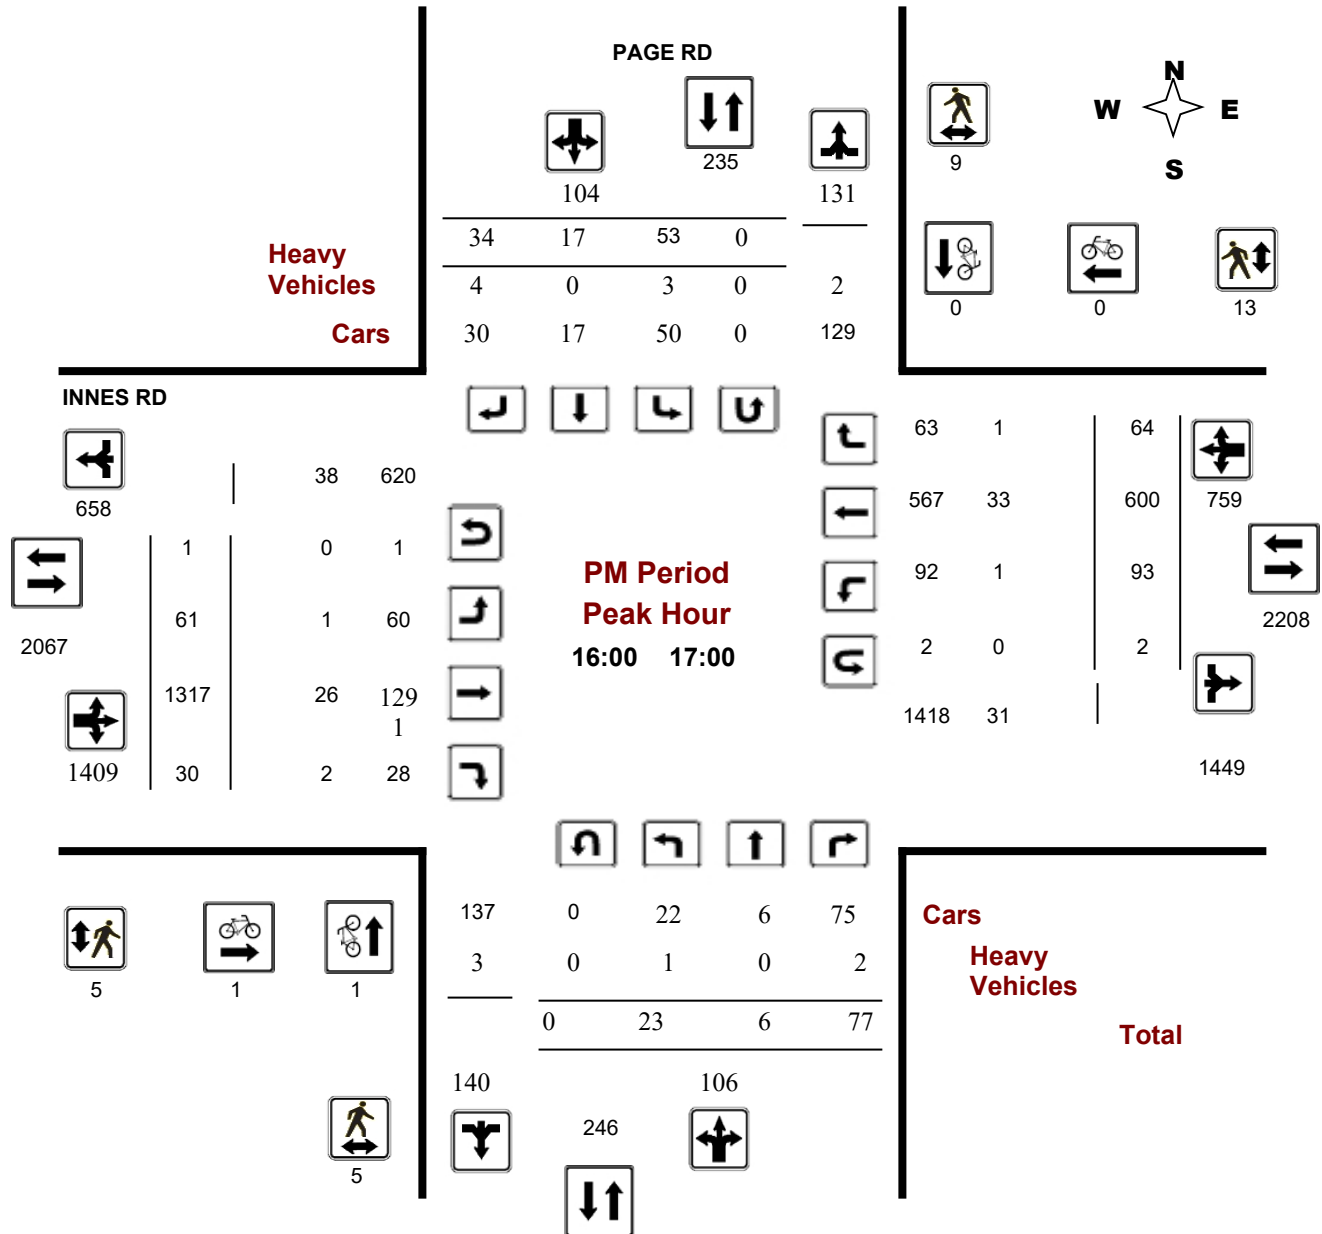 PAGE RD
N
W E
S
235
9
104
131
34 17 53 0
Heavy
Vehicles
4 0 3 0 2
Cars
30 17 50 0 129
0 0 13
INNES RD
63 1 64
38 620
658
567 33 600 759
1 0 1
PM Period
92 1 93
Peak Hour
61 1 60
2208
2067
16:00 17:00
2 0 2
1317 26 129
1
1418 31
1409 30 2 28
1449
137 0 22 6 75
Cars
3 0 1 0 2
Heavy
Vehicles
5 1 1
0 23 6 77
Total
140 106
246
5